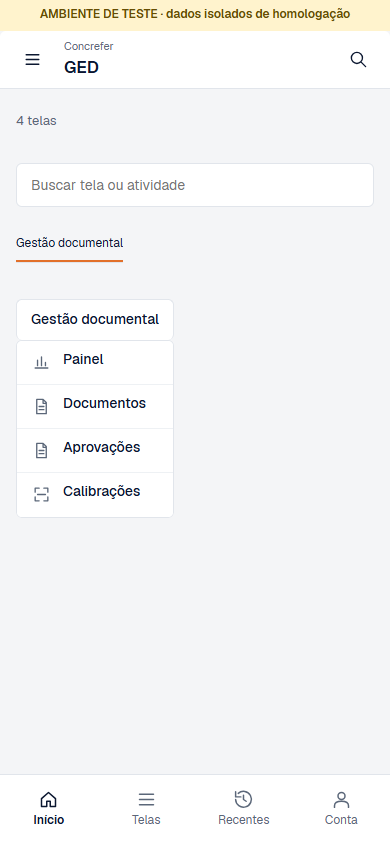 AMBIENTE DE TESTE · dados isolados de homologação
Concrefer
GED
4 telas
Buscar tela ou atividade
Gestão documental
Gestão documental
Painel
Documentos
Aprovações
Calibrações
Início
Telas
Recentes
Conta